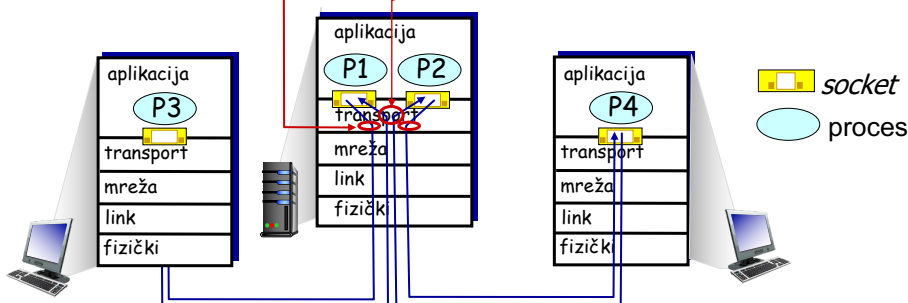 aplikacija
P3
transport
mreža
link
fizički
aplikacija
P1 P2
transport
mreža
link
fizički
aplikacija
P4
transport
mreža
link
fizički
socket
proces